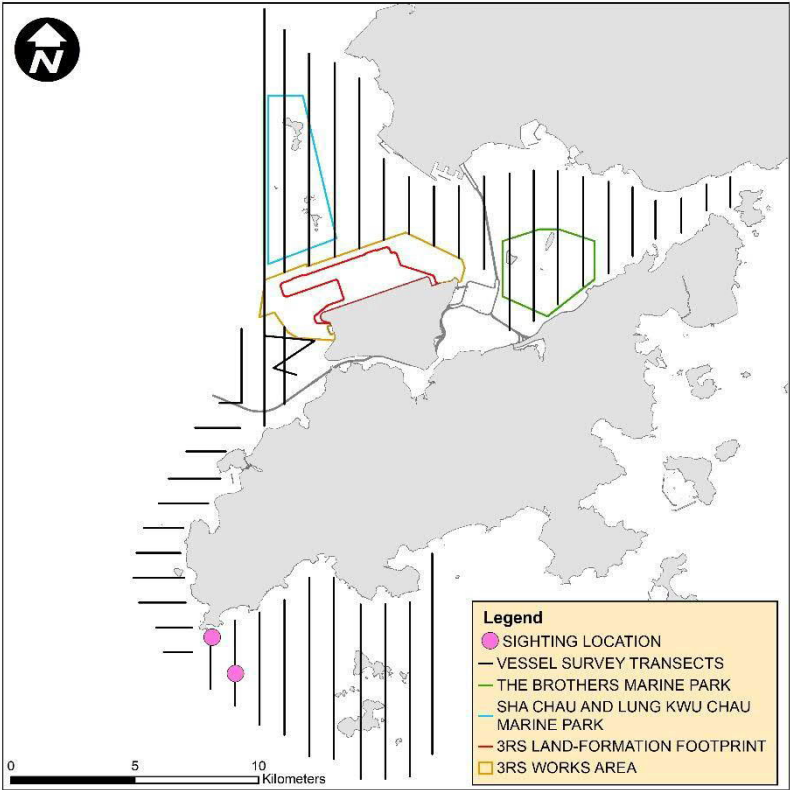 N
Legend
SIGHTING LOCATION
VESSEL SURVEY TRANSECTS
THE BROTHERS MARINE PARK
SHA CHAU AND LUNG KWU CHAU
MARINE PARK
3RS LAND-FORMATION FOOTPRINT
3RS WORKS AREA
0 5 10
Kilometers